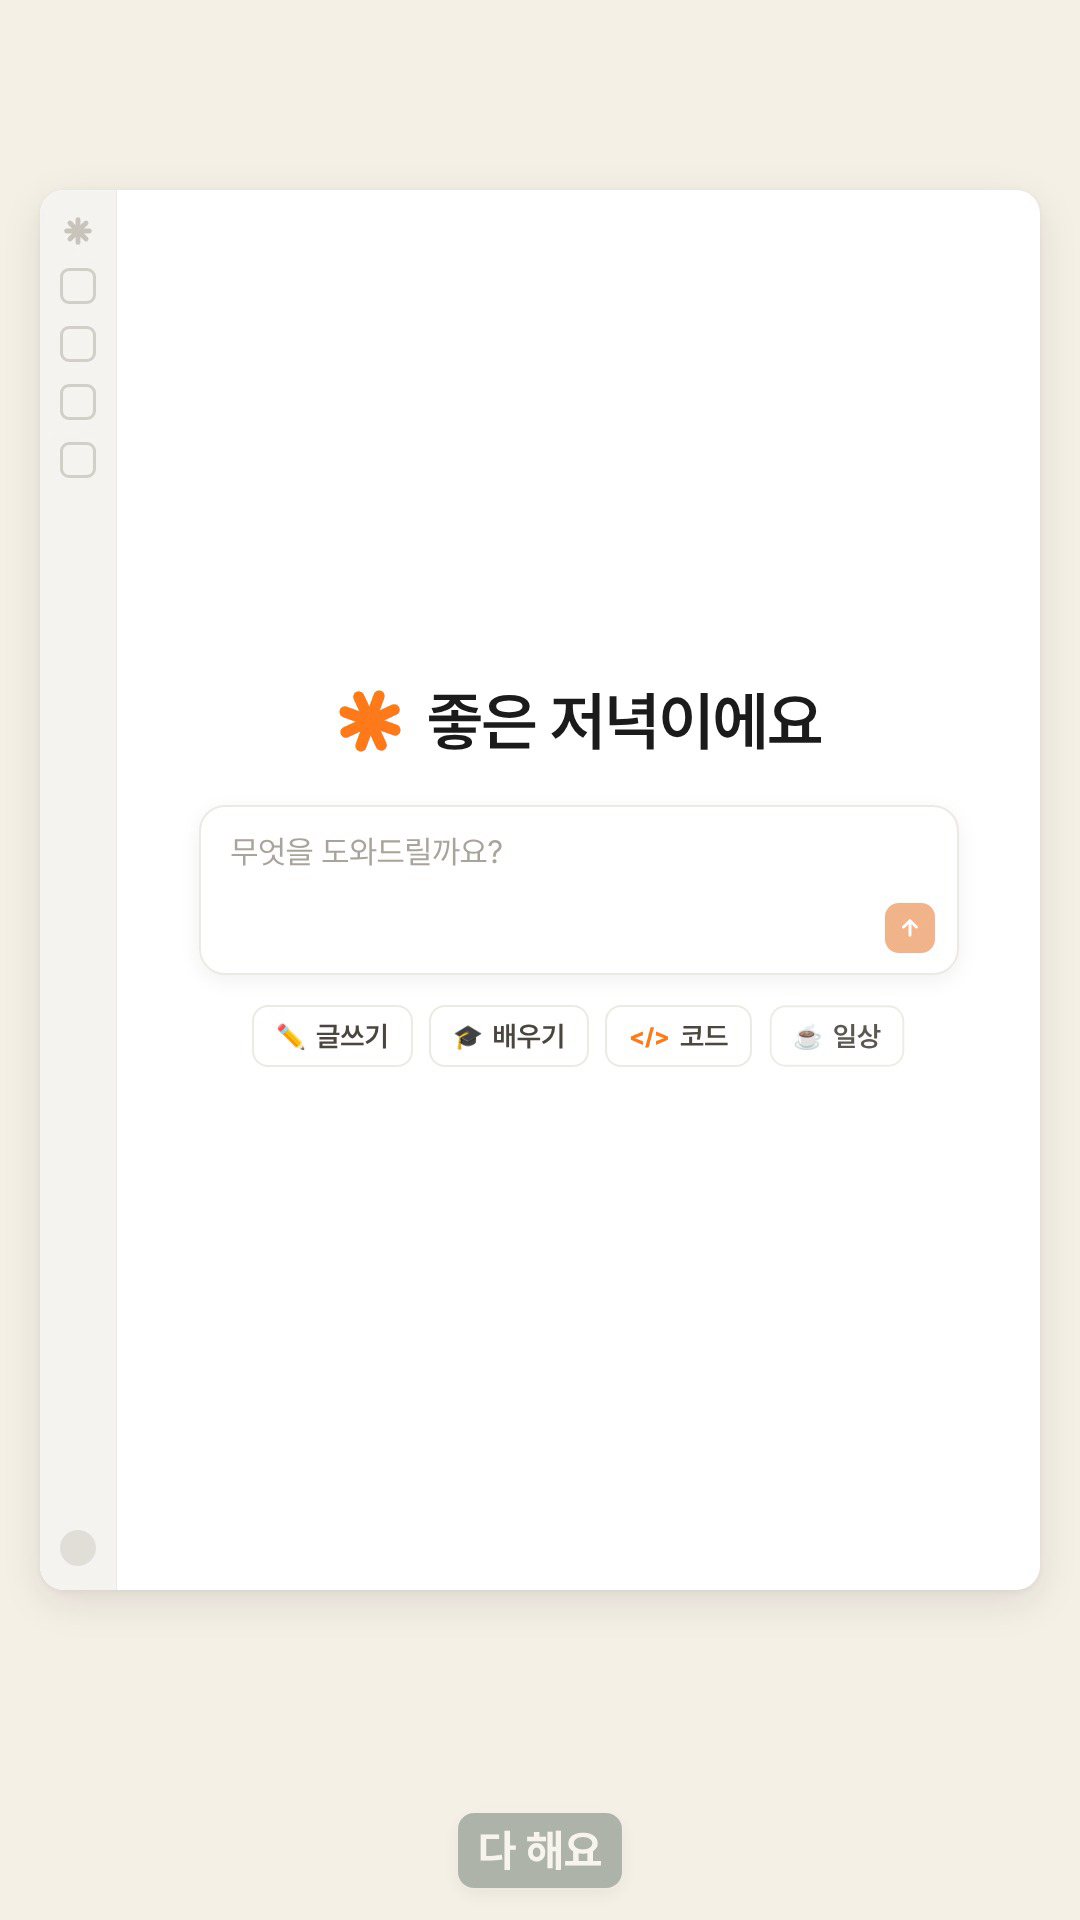 좋은 저녁이에요
무엇을 도와드릴까요?
글쓰기
배우기
</> 코드
일상
다 해요